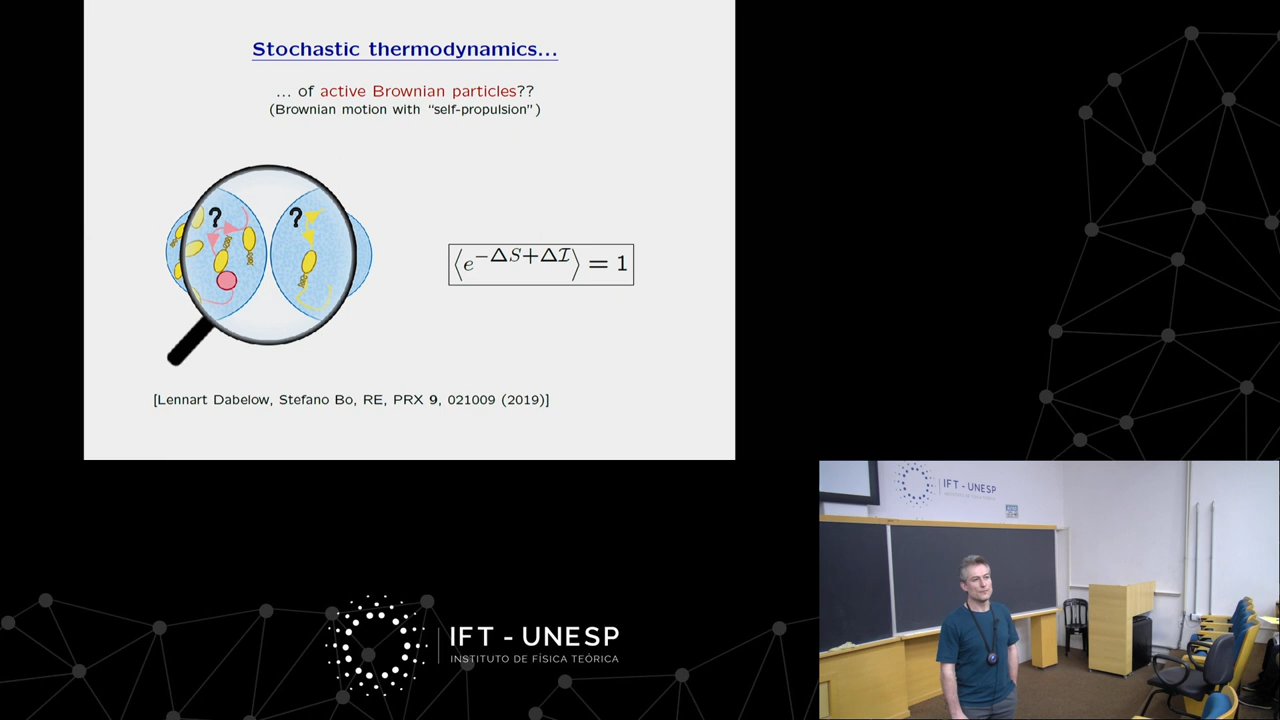 Stochastic thermodynamics...
... of active Brownian particles??
(Brownian motion with “self-propulsion”)
? ?
⟨e^{−ΔS+Δℐ}⟩ = 1
[Lennart Dabelow, Stefano Bo, RE, PRX 9, 021009 (2019)]
IFT - UNESP
IFT - UNESP
INSTITUTO DE FÍSICA TEÓRICA